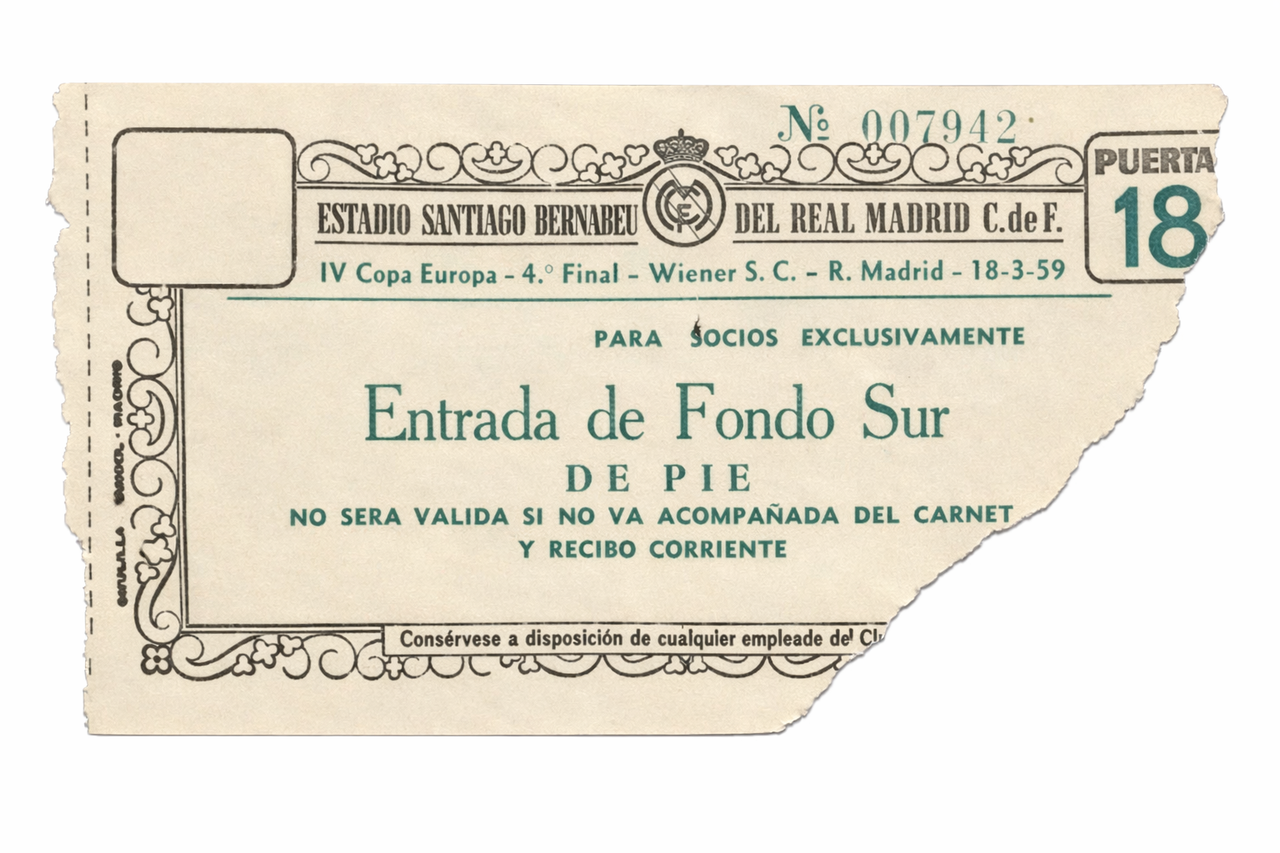 Nº 007942
PUERTA
18
ESTADIO SANTIAGO BERNABEU DEL REAL MADRID C. de F.
IV Copa Europa - 4.º Final - Wiener S. C. - R. Madrid - 18-3-59
PARA SOCIOS EXCLUSIVAMENTE
Entrada de Fondo Sur
DE PIE
NO SERA VALIDA SI NO VA ACOMPAÑADA DEL CARNET
Y RECIBO CORRIENTE
Consérvese a disposición de cualquier empleade del